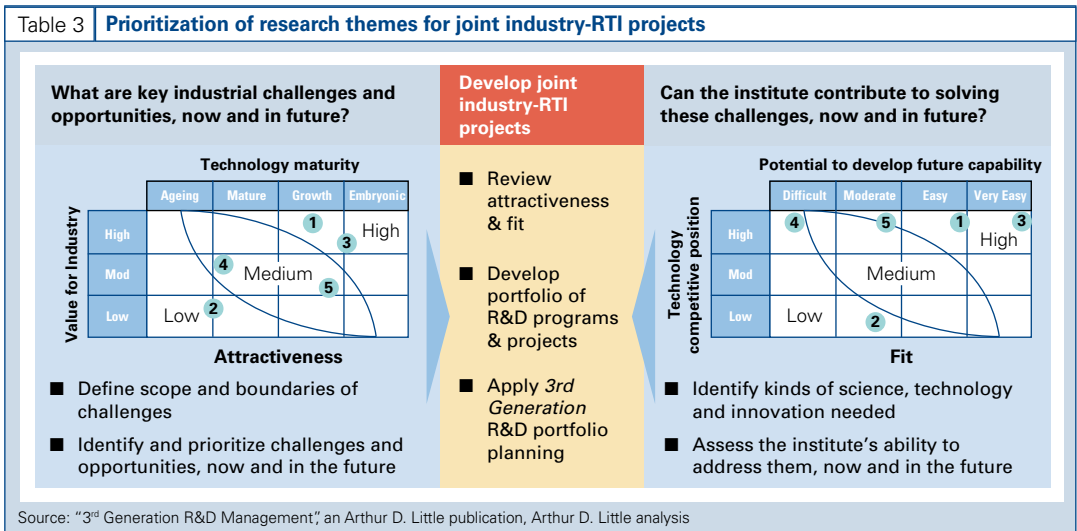 Table 3
Prioritization of research themes for joint industry-RTI projects
What are key industrial challenges and
opportunities, now and in future?
Technology maturity
Ageing Mature Growth Embryonic
Value for Industry
High
Mod
Low
1
3
High
4
Medium
5
2
Low
Attractiveness
■ Define scope and boundaries of
challenges
■ Identify and prioritize challenges and
opportunities, now and in the future
Develop joint
industry-RTI
projects
■ Review
attractiveness
& fit
■ Develop
portfolio of
R&D programs
& projects
■ Apply 3rd
Generation
R&D portfolio
planning
Can the institute contribute to solving
these challenges, now and in future?
Potential to develop future capability
Difficult Moderate Easy Very Easy
Technology
competitive position
High
Mod
Low
4
5
1
3
High
Medium
Low
2
Fit
■ Identify kinds of science, technology
and innovation needed
■ Assess the institute's ability to
address them, now and in the future
Source: "3rd Generation R&D Management", an Arthur D. Little publication, Arthur D. Little analysis